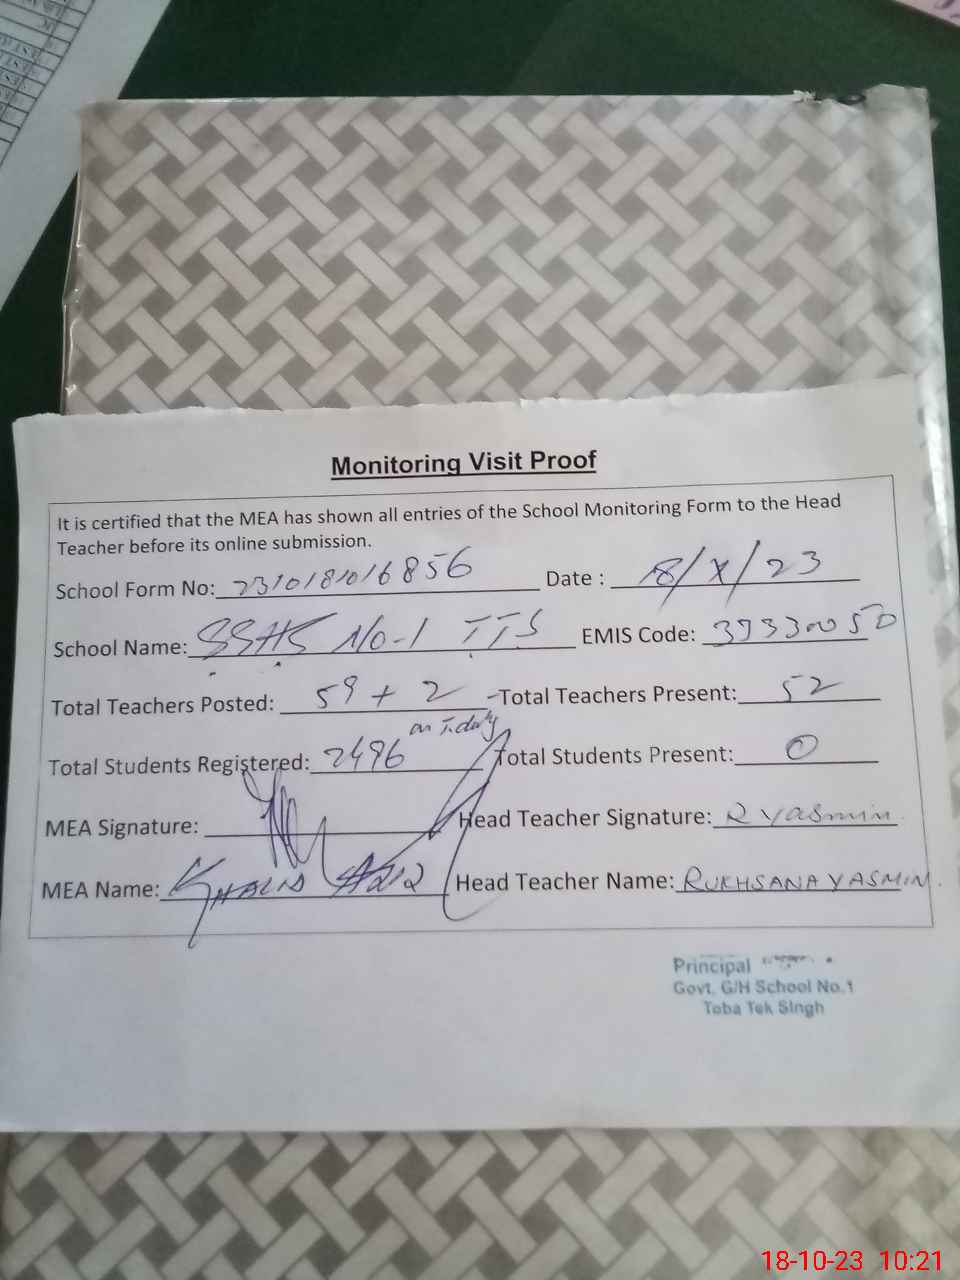 Monitoring Visit Proof
It is certified that the MEA has shown all entries of the School Monitoring Form to the Head
Teacher before its online submission.
School Form No: 2310181016856 Date : 18/X/23
School Name: GGHS No-1 TTS EMIS Code: 39330050
Total Teachers Posted: 59 + 2 on T.duty Total Teachers Present: 52
Total Students Registered: 2496 Total Students Present: 0
MEA Signature: Head Teacher Signature: R Yasmin
MEA Name: KHALID AZIZ Head Teacher Name: RUKHSANA YASMIN
Principal
Govt. G/H School No.1
Toba Tek Singh
18-10-23 10:21